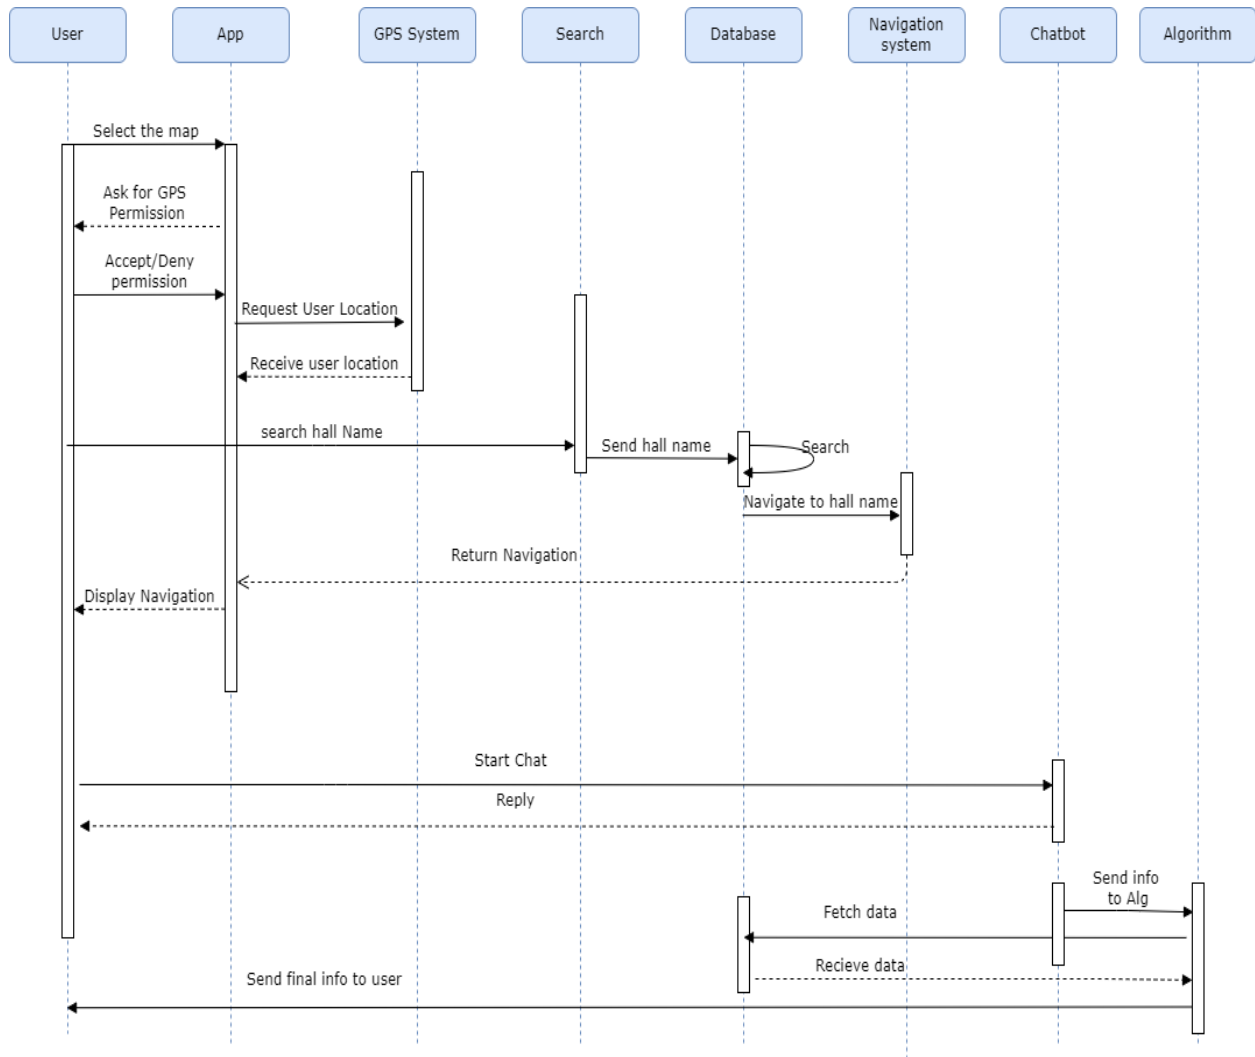 User
App
GPS System
Search
Database
Navigation
system
Chatbot
Algorithm
Select the map
Ask for GPS
Permission
Accept/Deny
permission
Request User Location
Receive user location
search hall Name
Send hall name
Search
Navigate to hall name
Return Navigation
Display Navigation
Start Chat
Reply
Send info
to Alg
Fetch data
Recieve data
Send final info to user